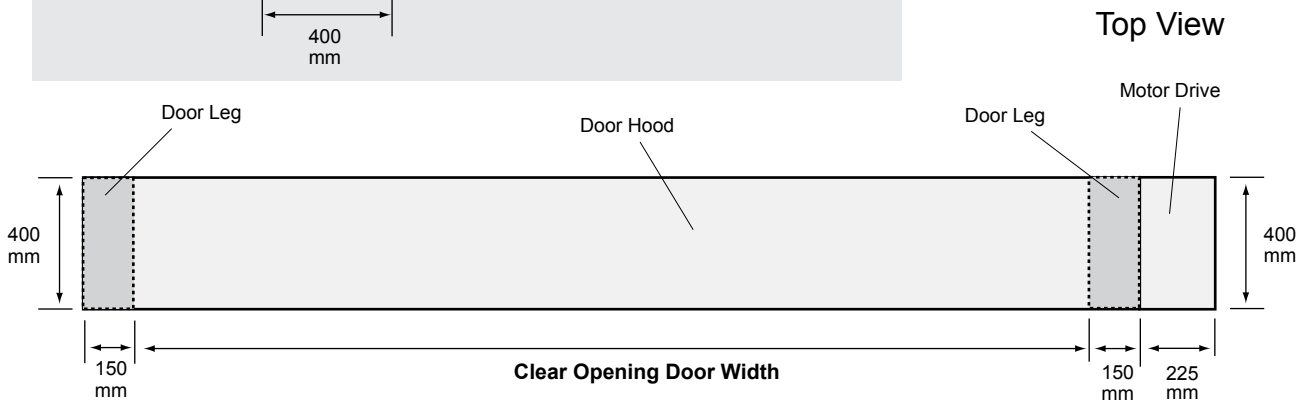 400
mm
Top View
Door Leg
Door Hood
Door Leg
Motor Drive
400
mm
400
mm
150
mm
Clear Opening Door Width
150
mm
225
mm